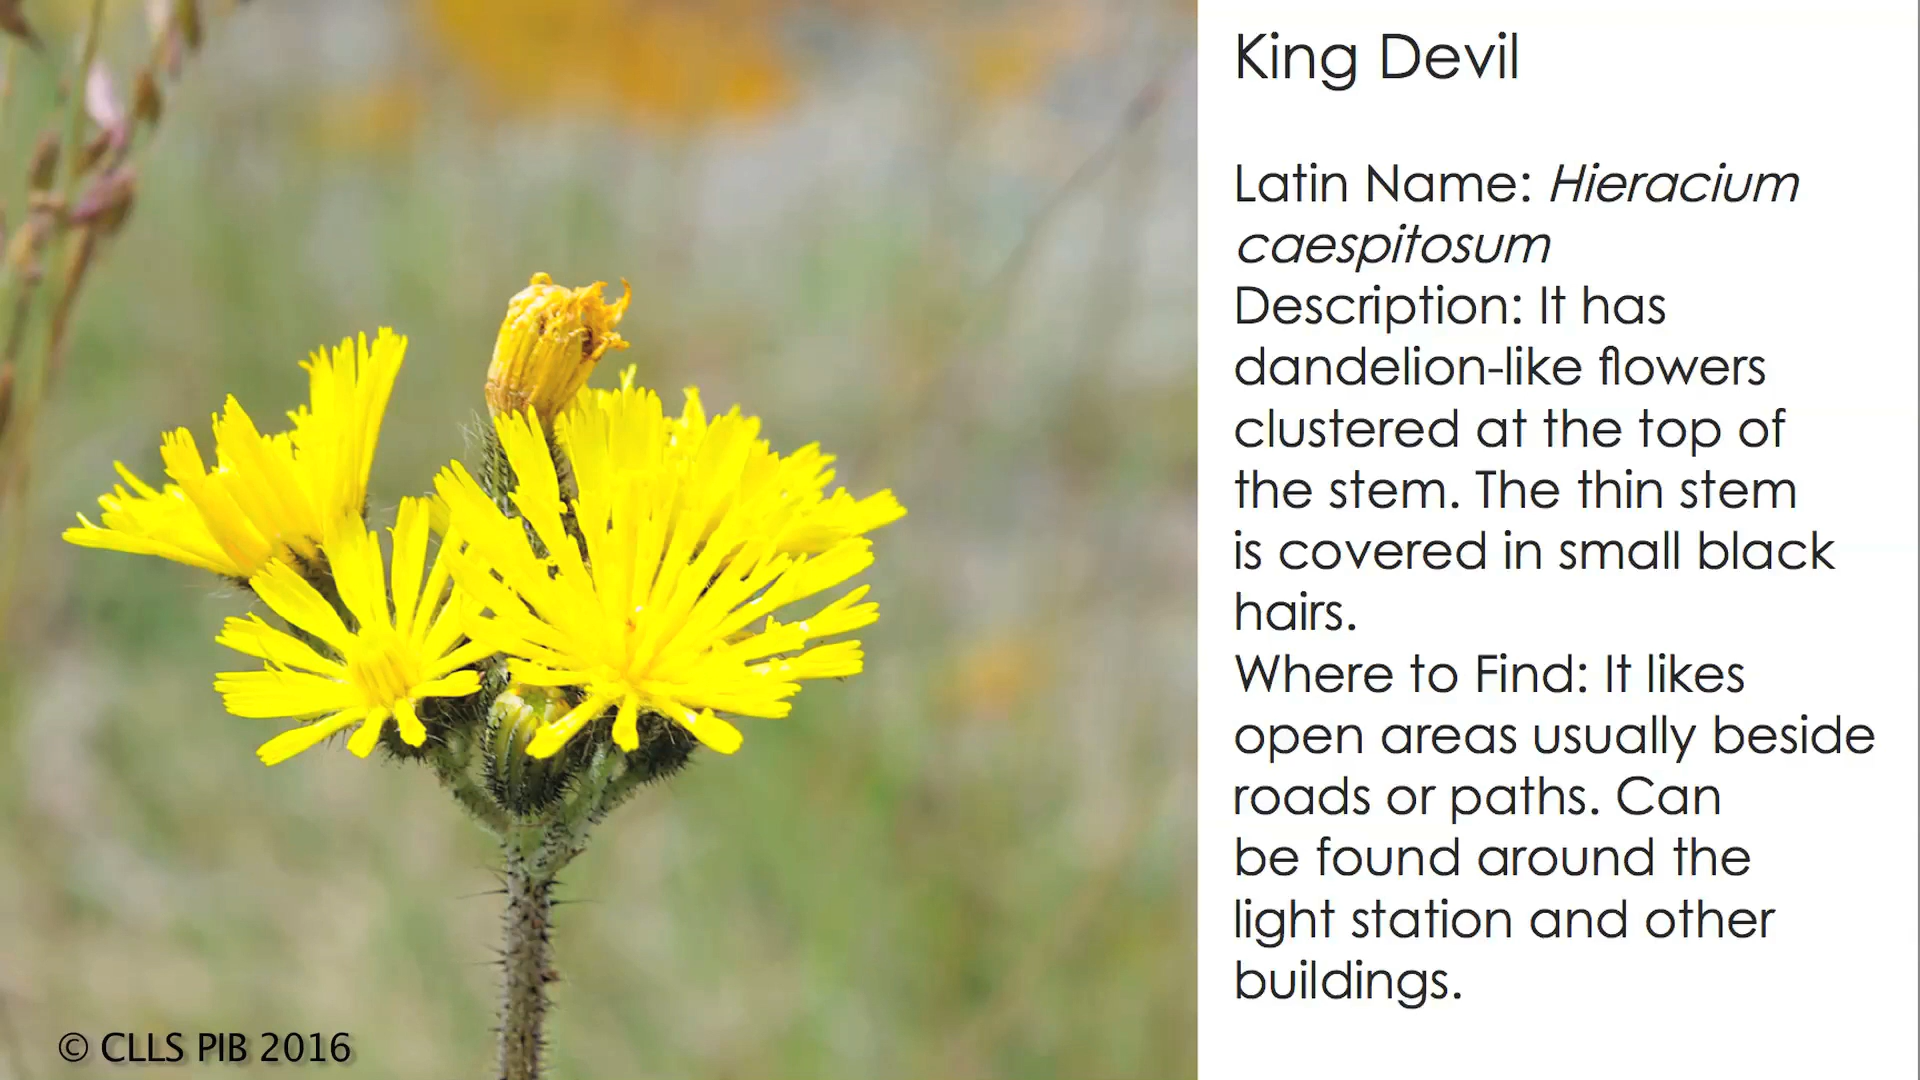 King Devil
Latin Name: Hieracium
caespitosum
Description: It has
dandelion-like flowers
clustered at the top of
the stem. The thin stem
is covered in small black
hairs.
Where to Find: It likes
open areas usually beside
roads or paths. Can
be found around the
light station and other
buildings.
© CLLS PIB 2016